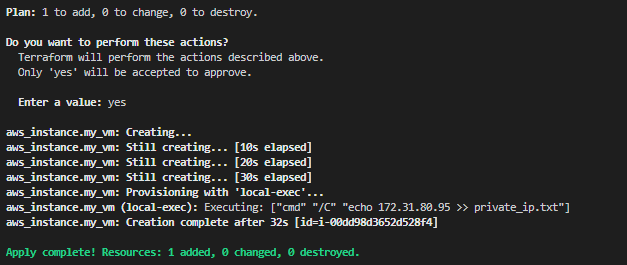 Plan: 1 to add, 0 to change, 0 to destroy.
Do you want to perform these actions?
Terraform will perform the actions described above.
Only 'yes' will be accepted to approve.
Enter a value: yes
aws_instance.my_vm: Creating...
aws_instance.my_vm: Still creating... [10s elapsed]
aws_instance.my_vm: Still creating... [20s elapsed]
aws_instance.my_vm: Still creating... [30s elapsed]
aws_instance.my_vm: Provisioning with 'local-exec'...
aws_instance.my_vm (local-exec): Executing: ["cmd" "/C" "echo 172.31.80.95 >> private_ip.txt"]
aws_instance.my_vm: Creation complete after 32s [id=i-00dd98d3652d528f4]
Apply complete! Resources: 1 added, 0 changed, 0 destroyed.